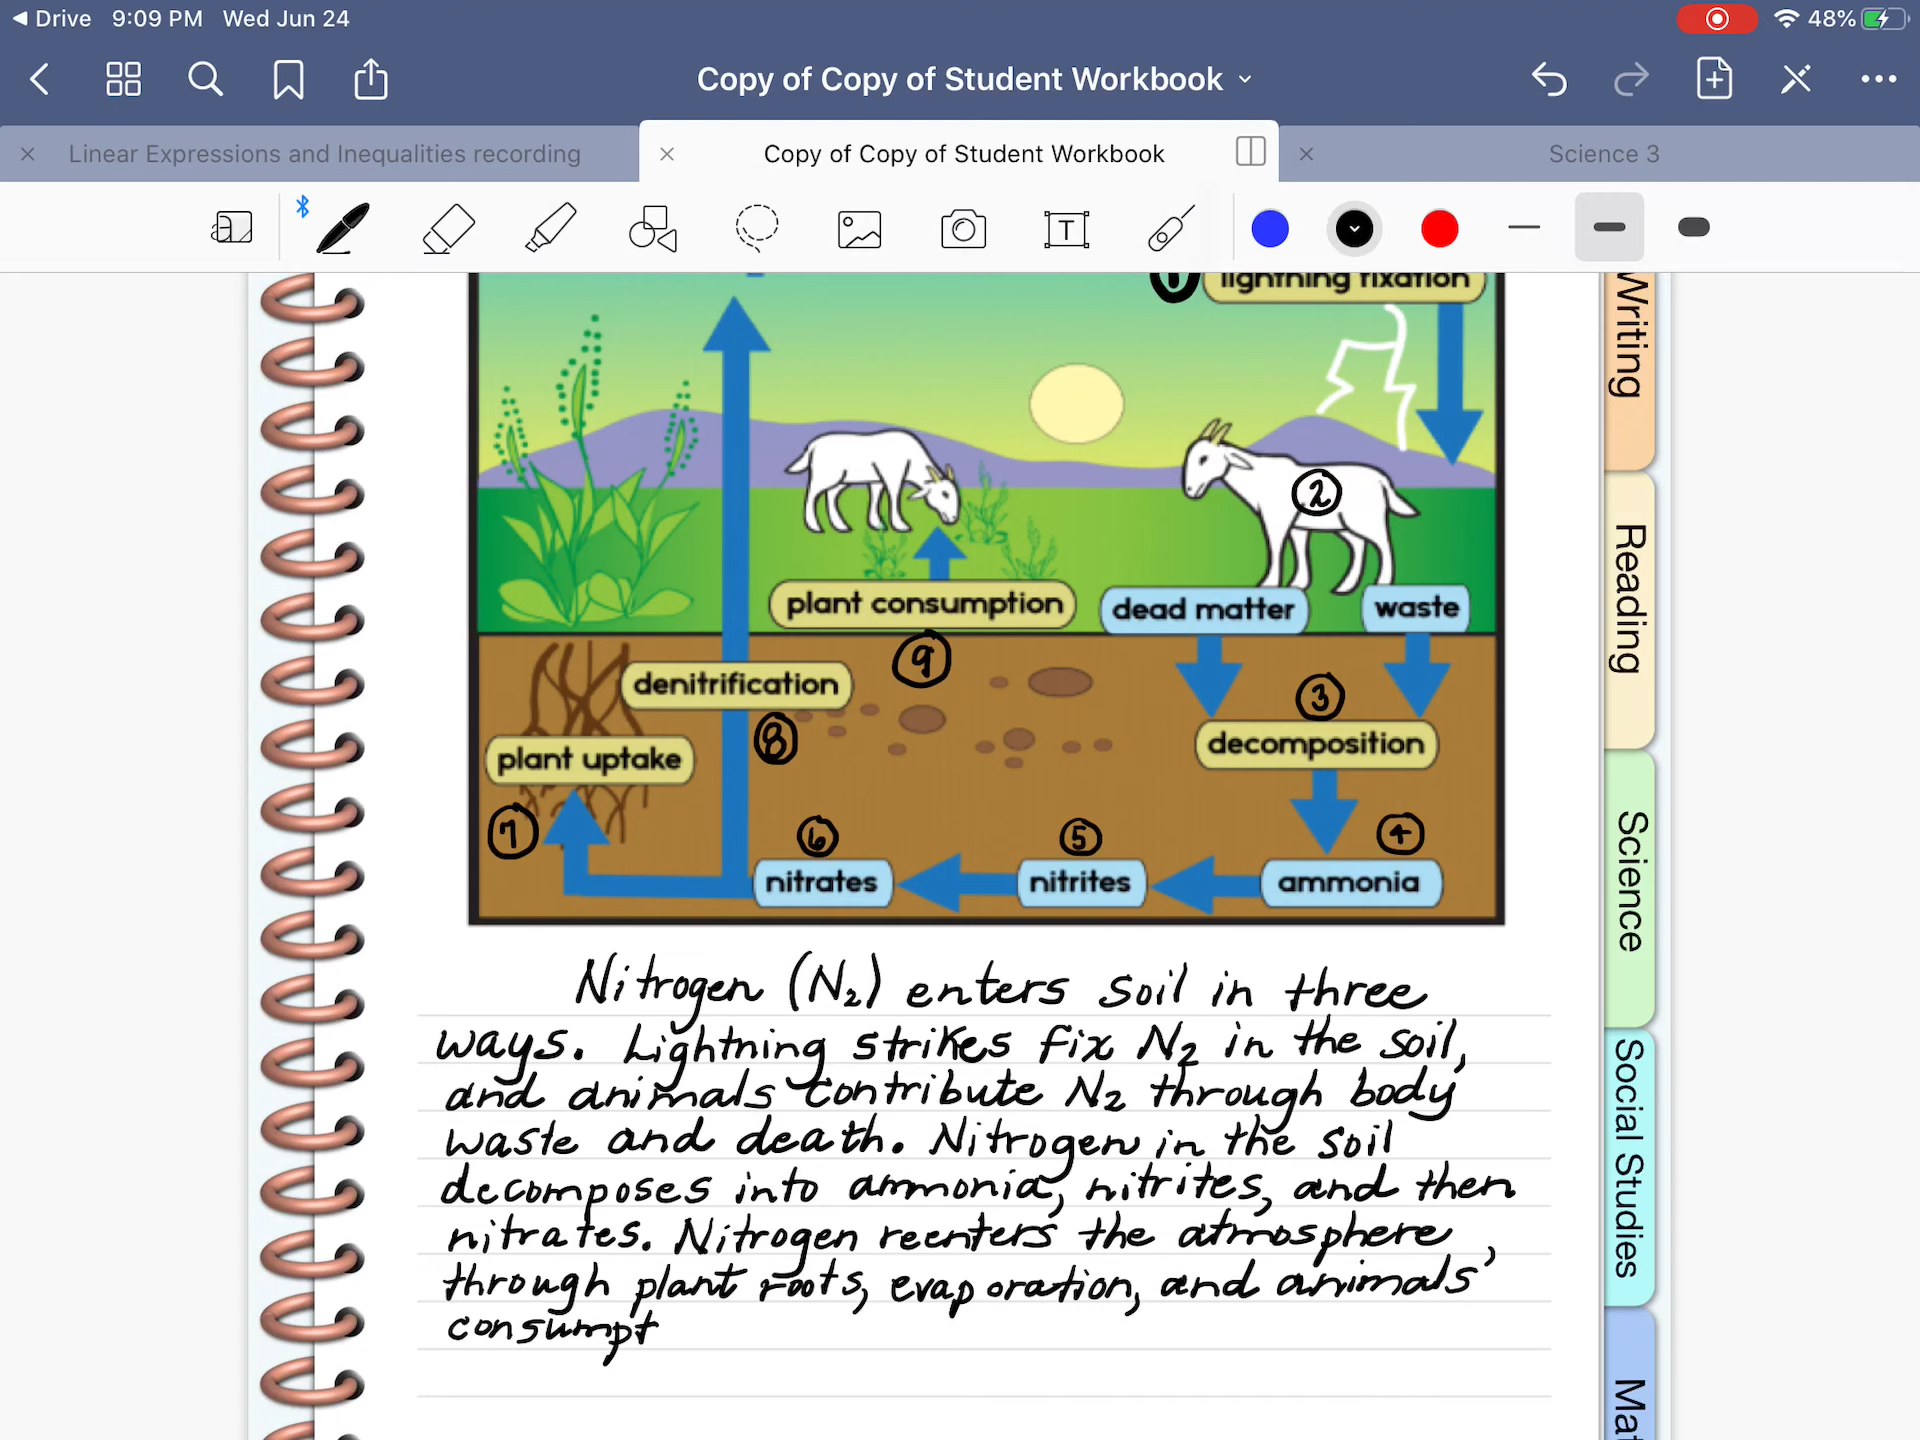 Drive 9:09 PM Wed Jun 24 48%
Copy of Copy of Student Workbook
Linear Expressions and Inequalities recording
Copy of Copy of Student Workbook
Science 3
T
1 lightning fixation
2
plant consumption
dead matter
waste
9
denitrification
3
8
decomposition
plant uptake
7
6
5
4
nitrates
nitrites
ammonia
Nitrogen (N2) enters soil in three
ways. Lightning strikes fix N2 in the soil,
and animals contribute N2 through body
waste and death. Nitrogen in the soil
decomposes into ammonia, nitrites, and then
nitrates. Nitrogen reenters the atmosphere
through plant roots, evaporation, and animals'
consumpt
Writing
Reading
Science
Social Studies
Mat